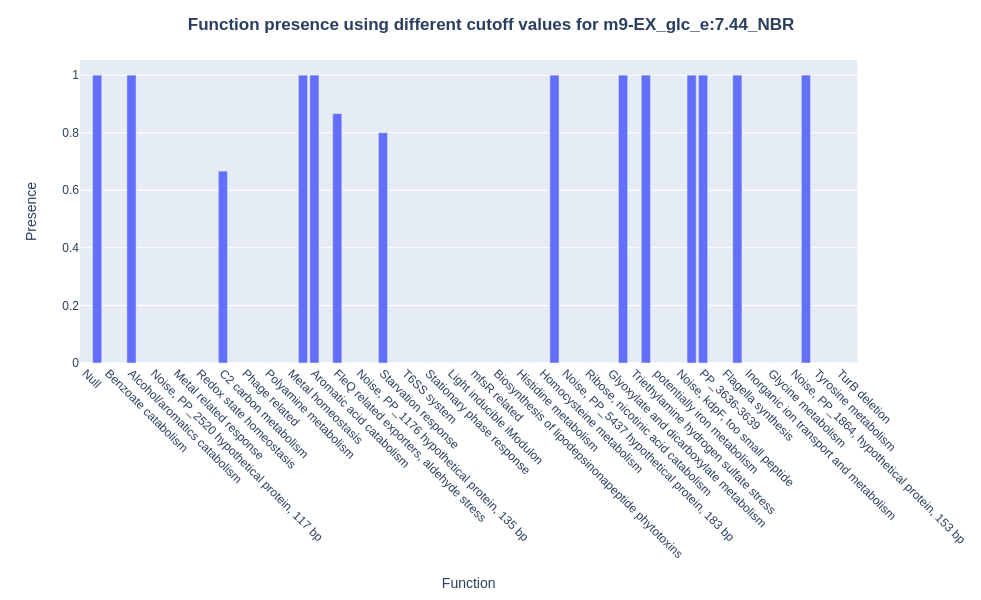 Function presence using different cutoff values for m9-EX_glc_e:7.44_NBR
Presence
1
0.8
0.6
0.4
0.2
0
Null
Benzoate catabolism
Alcohol/aromatics catabolism
Noise, PP_2520 hypothetical protein, 117 bp
Metal related response
Redox state homeostasis
C2 carbon metabolism
Phage related
Polyamine metabolism
Metal homeostasis
Aromatic acid catabolism
FleQ related exporters, aldehyde stress
Noise, PP_1176 hypothetical protein, 135 bp
Starvation response
T6SS system
Stationary phase response
Light inducible iModulon
mfsR related
Biosynthesis of lipodepsinonapeptide phytotoxins
Histidine metabolism
Homocysteine metabolism
Noise, PP_5437 hypothetical protein, 183 bp
Ribose, nicotinic acid catabolism
Glyoxylate and dicarboxylate metabolism
Triethylamine hydrogen sulfate stress
potentially iron metabolism
Noise, kdpF, too small peptide
PP_3636-3639
Flagella synthesis
Inorganic ion transport and metabolism
Glycine metabolism
Noise, PP_1864, hypothetical protein, 153 bp
Tyrosine metabolism
TurB deletion
Function